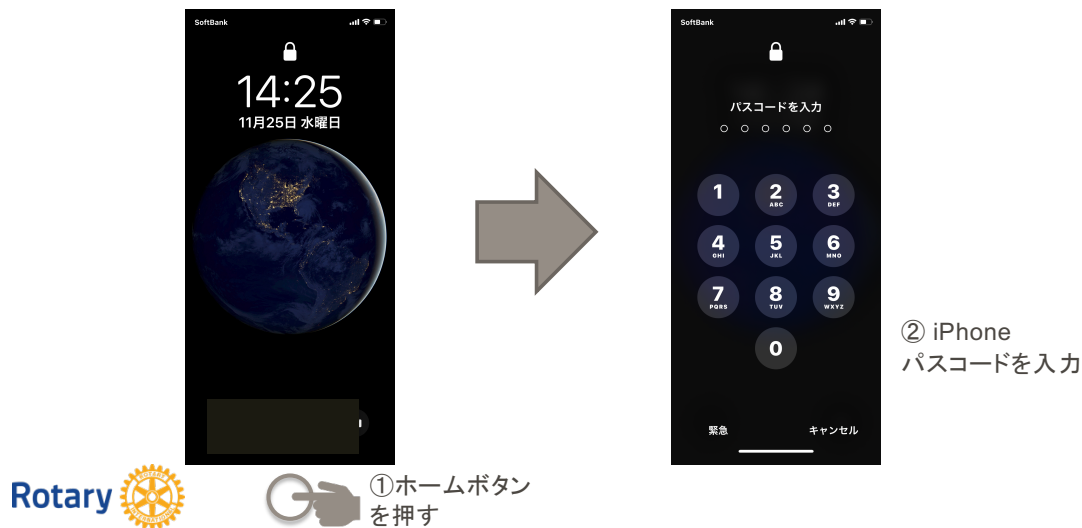 SoftBank
14:25
11月25日 水曜日
SoftBank
パスコードを入力
1
2
ABC
3
DEF
4
GHI
5
JKL
6
MNO
7
PQRS
8
TUV
9
WXYZ
0
緊急
キャンセル
② iPhone
パスコードを入力
Rotary
ROTARY
INTERNATIONAL
①ホームボタン
を押す